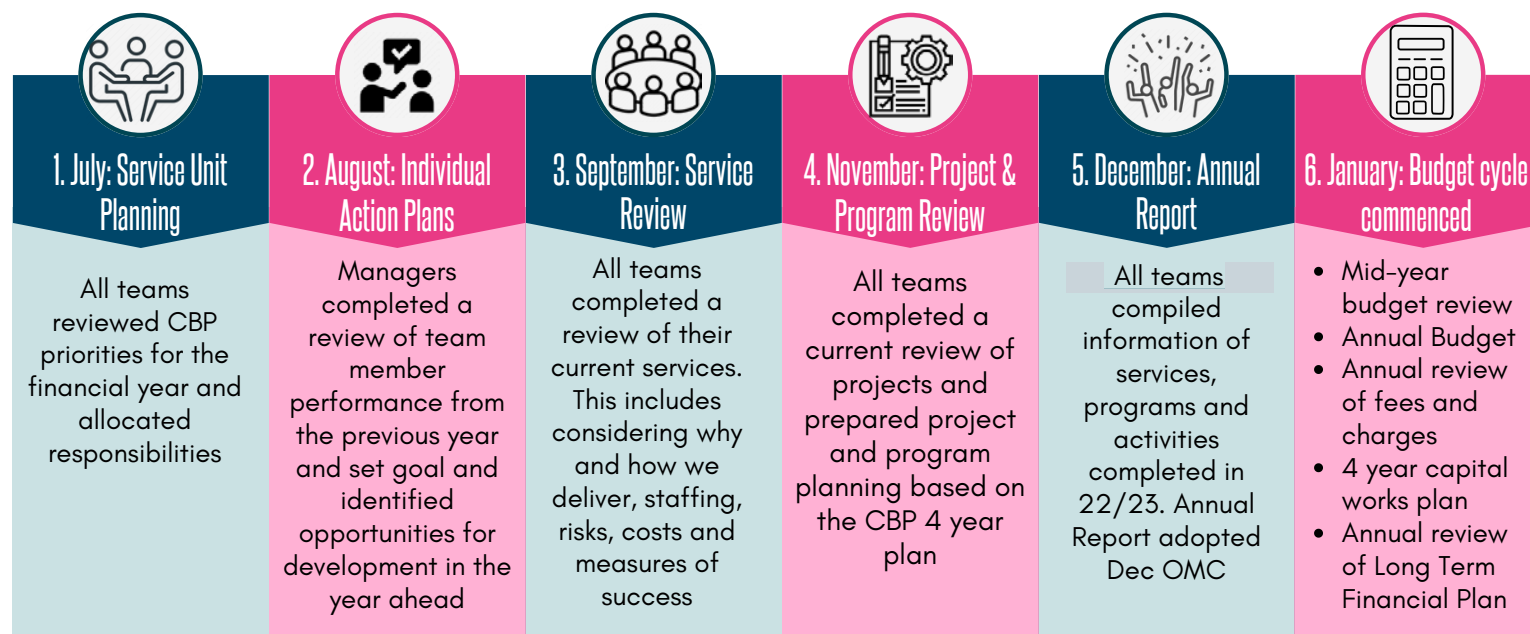 1. July: Service Unit
Planning
All teams
reviewed CBP
priorities for the
financial year and
allocated
responsibilities
2. August: Individual
Action Plans
Managers
completed a
review of team
member
performance from
the previous year
and set goal and
identified
opportunities for
development in the
year ahead
3. September: Service
Review
All teams
completed a
review of their
current services.
This includes
considering why
and how we
deliver, staffing,
risks, costs and
measures of
success
4. November: Project &
Program Review
All teams
completed a
current review of
projects and
prepared project
and program
planning based on
the CBP 4 year
plan
5. December: Annual
Report
All teams
compiled
information of
services,
programs and
activities
completed in
22/23. Annual
Report adopted
Dec OMC
6. January: Budget cycle
commenced
• Mid-year
budget review
• Annual Budget
• Annual review
of fees and
charges
• 4 year capital
works plan
• Annual review
of Long Term
Financial Plan